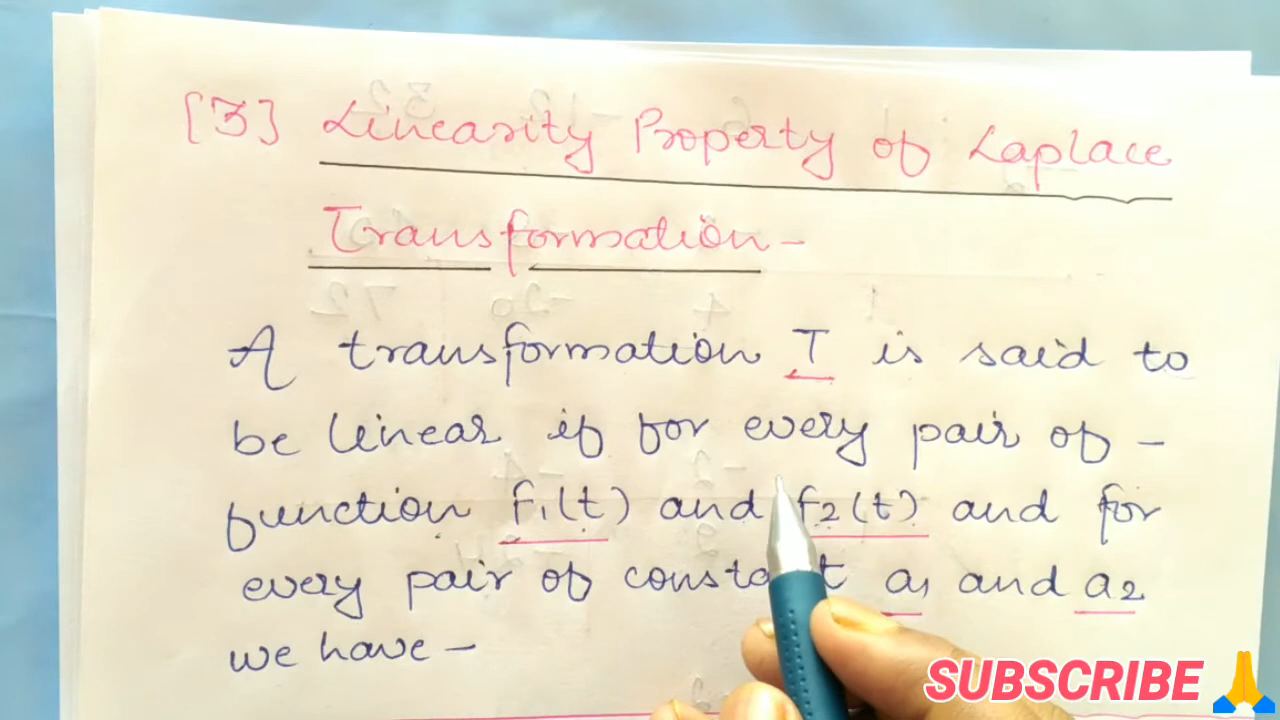 [3] Linearity Property of Laplace
Transformation-
A transformation T is said to
be linear if for every pair of -
function f1(t) and f2(t) and for
every pair of constant a1 and a2
we have -
SUBSCRIBE